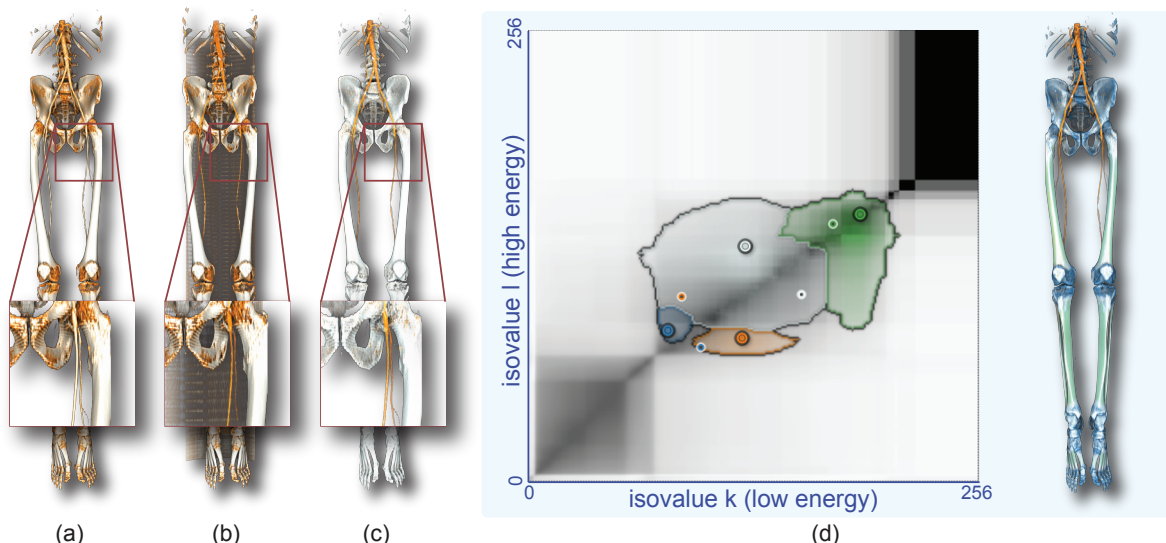 256
isovalue l (high energy)
0
0
isovalue k (low energy)
256
(a)
(b)
(c)
(d)